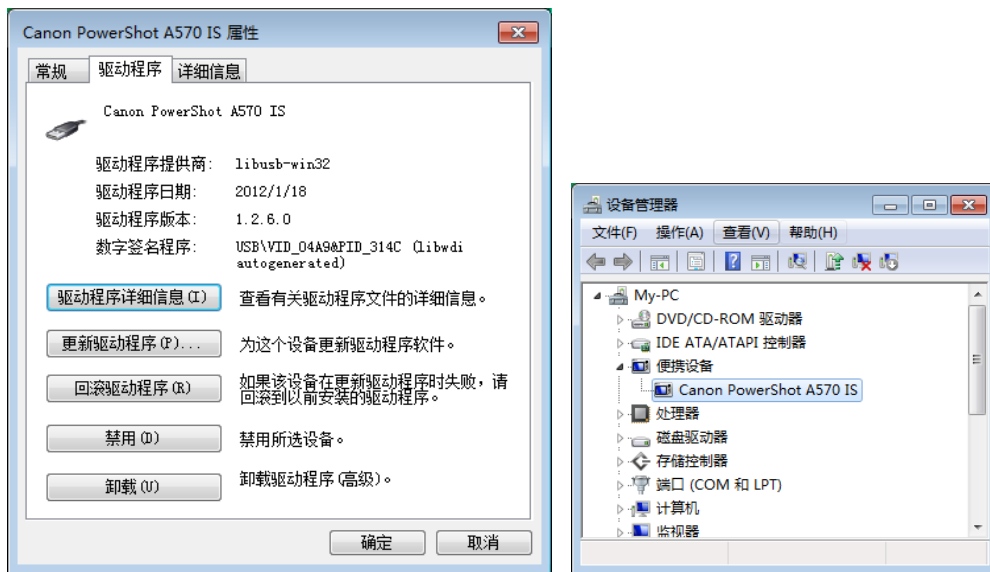 Canon PowerShot A570 IS 属性
常规
驱动程序
详细信息
Canon PowerShot A570 IS
驱动程序提供商:
libusb-win32
驱动程序日期:
2012/1/18
驱动程序版本:
1.2.6.0
数字签名程序:
USB\VID_04A9&PID_314C (libwdi
autogenerated)
驱动程序详细信息(I)
查看有关驱动程序文件的详细信息。
更新驱动程序(P)...
为这个设备更新驱动程序软件。
回滚驱动程序(R)
如果该设备在更新驱动程序时失败，请
回滚到以前安装的驱动程序。
禁用(D)
禁用所选设备。
卸载(U)
卸载驱动程序(高级)。
确定
取消
设备管理器
文件(F)
操作(A)
查看(V)
帮助(H)
My-PC
DVD/CD-ROM 驱动器
IDE ATA/ATAPI 控制器
便携设备
Canon PowerShot A570 IS
处理器
磁盘驱动器
存储控制器
端口 (COM 和 LPT)
计算机
监视器